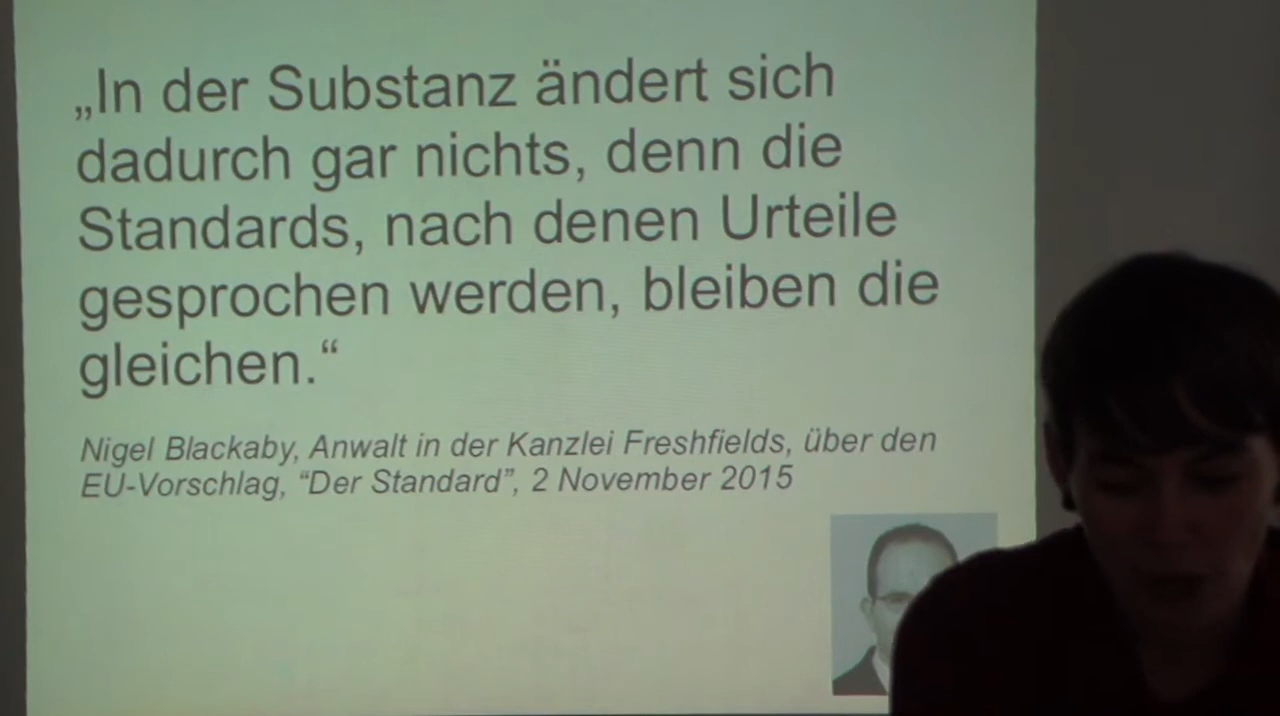 „In der Substanz ändert sich
dadurch gar nichts, denn die
Standards, nach denen Urteile
gesprochen werden, bleiben die
gleichen.“
Nigel Blackaby, Anwalt in der Kanzlei Freshfields, über den
EU-Vorschlag, “Der Standard”, 2 November 2015